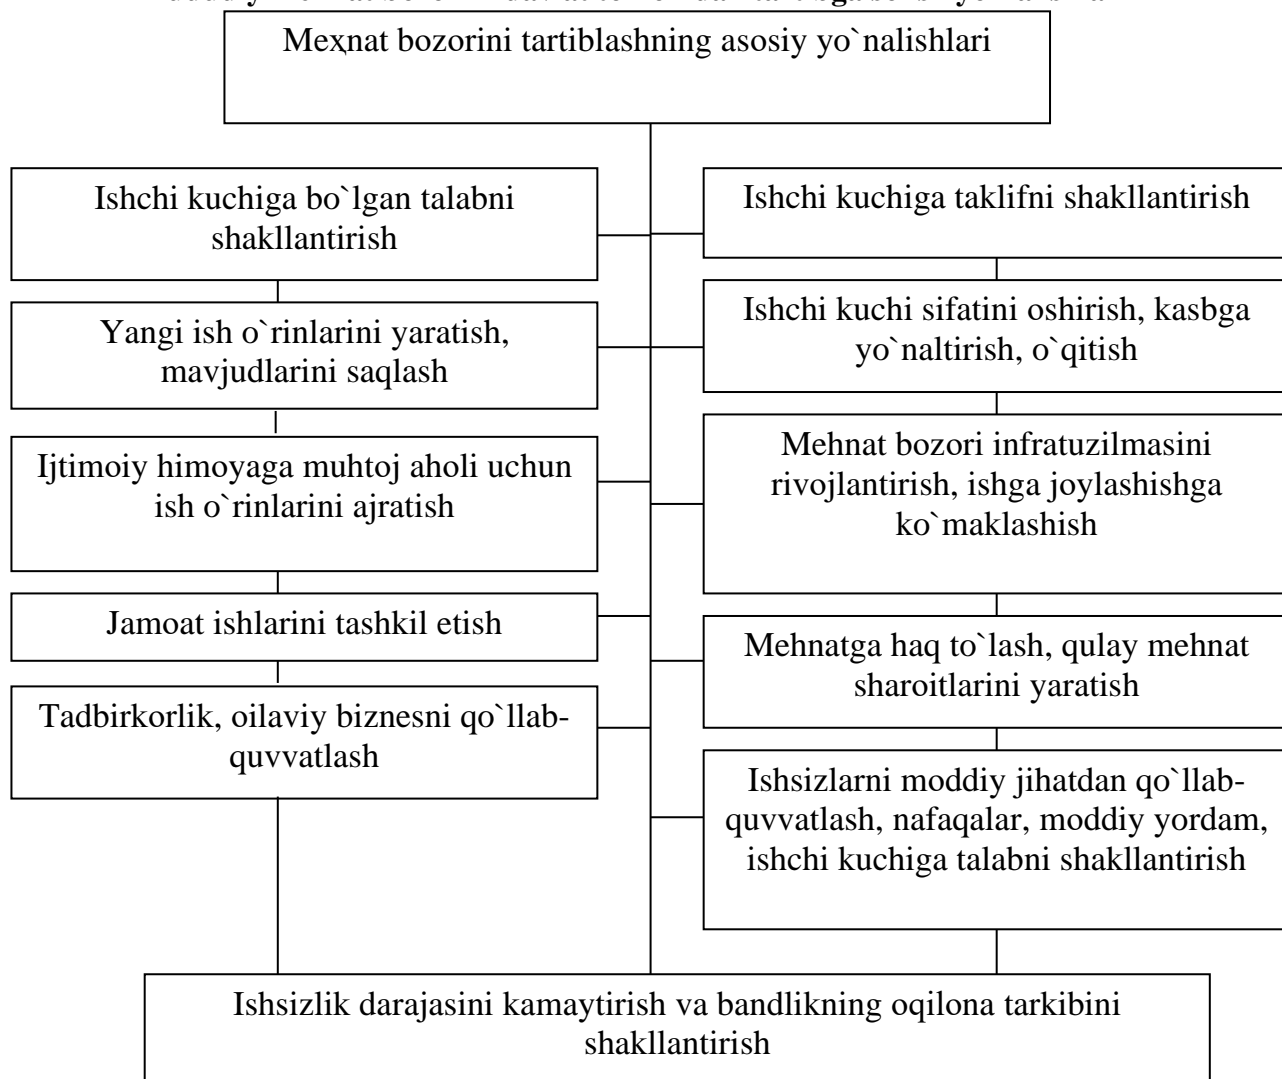 Meҳnat bozorini tartiblashning asosiy yo`nalishlari
Ishchi kuchiga bo`lgan talabni
shakllantirish
Yangi ish o`rinlarini yaratish,
mavjudlarini saqlash
Ijtimoiy himoyaga muhtoj aholi uchun
ish o`rinlarini ajratish
Jamoat ishlarini tashkil etish
Tadbirkorlik, oilaviy biznesni qo`llab-
quvvatlash
Ishchi kuchiga taklifni shakllantirish
Ishchi kuchi sifatini oshirish, kasbga
yo`naltirish, o`qitish
Mehnat bozori infratuzilmasini
rivojlantirish, ishga joylashishga
ko`maklashish
Mehnatga haq to`lash, qulay mehnat
sharoitlarini yaratish
Ishsizlarni moddiy jihatdan qo`llab-
quvvatlash, nafaqalar, moddiy yordam,
ishchi kuchiga talabni shakllantirish
Ishsizlik darajasini kamaytirish va bandlikning oqilona tarkibini
shakllantirish